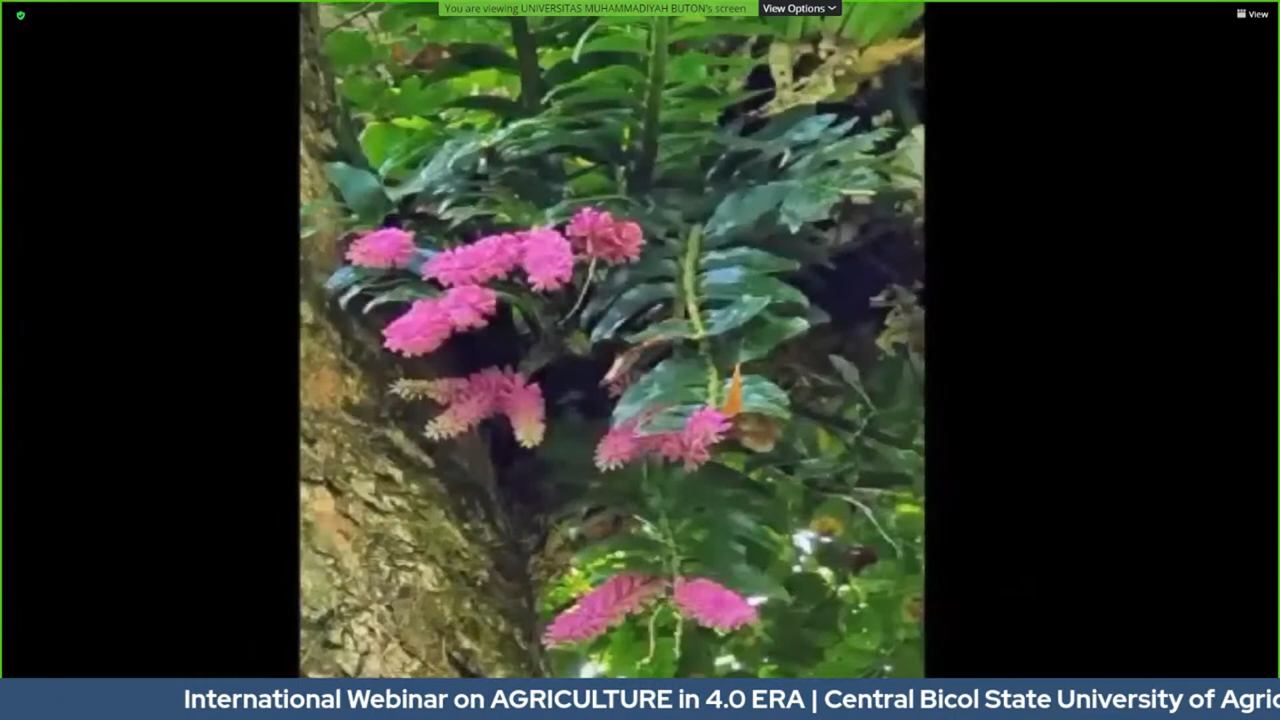 You are viewing UNIVERSITAS MUHAMMADIYAH BUTON's screen
View Options
View
International Webinar on AGRICULTURE in 4.0 ERA | Central Bicol State University of Agric